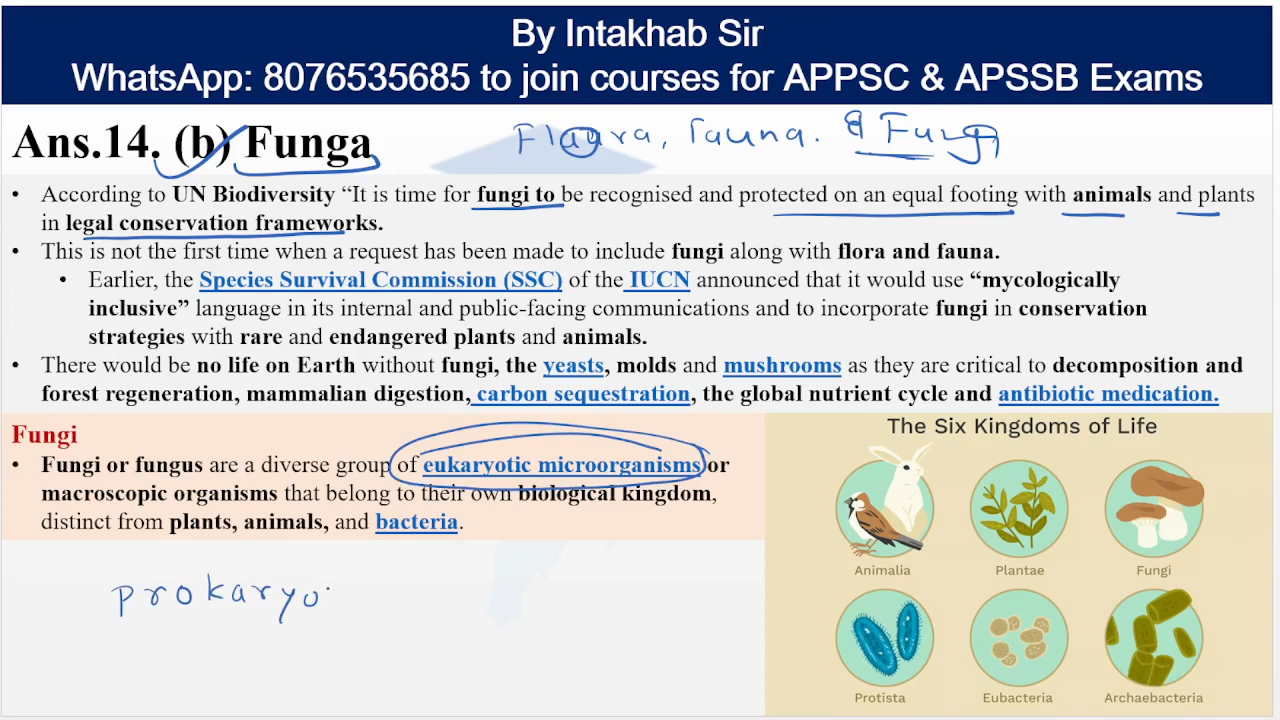 By Intakhab Sir
WhatsApp: 8076535685 to join courses for APPSC & APSSB Exams
Ans.14. (b) Funga
Flaura, Fauna. & Funga
• According to UN Biodiversity “It is time for fungi to be recognised and protected on an equal footing with animals and plants
in legal conservation frameworks.
• This is not the first time when a request has been made to include fungi along with flora and fauna.
• Earlier, the Species Survival Commission (SSC) of the IUCN announced that it would use “mycologically
inclusive” language in its internal and public-facing communications and to incorporate fungi in conservation
strategies with rare and endangered plants and animals.
• There would be no life on Earth without fungi, the yeasts, molds and mushrooms as they are critical to decomposition and
forest regeneration, mammalian digestion, carbon sequestration, the global nutrient cycle and antibiotic medication.
Fungi
• Fungi or fungus are a diverse group of eukaryotic microorganisms or
macroscopic organisms that belong to their own biological kingdom,
distinct from plants, animals, and bacteria.
prokaryo
The Six Kingdoms of Life
Animalia
Plantae
Fungi
Protista
Eubacteria
Archaebacteria